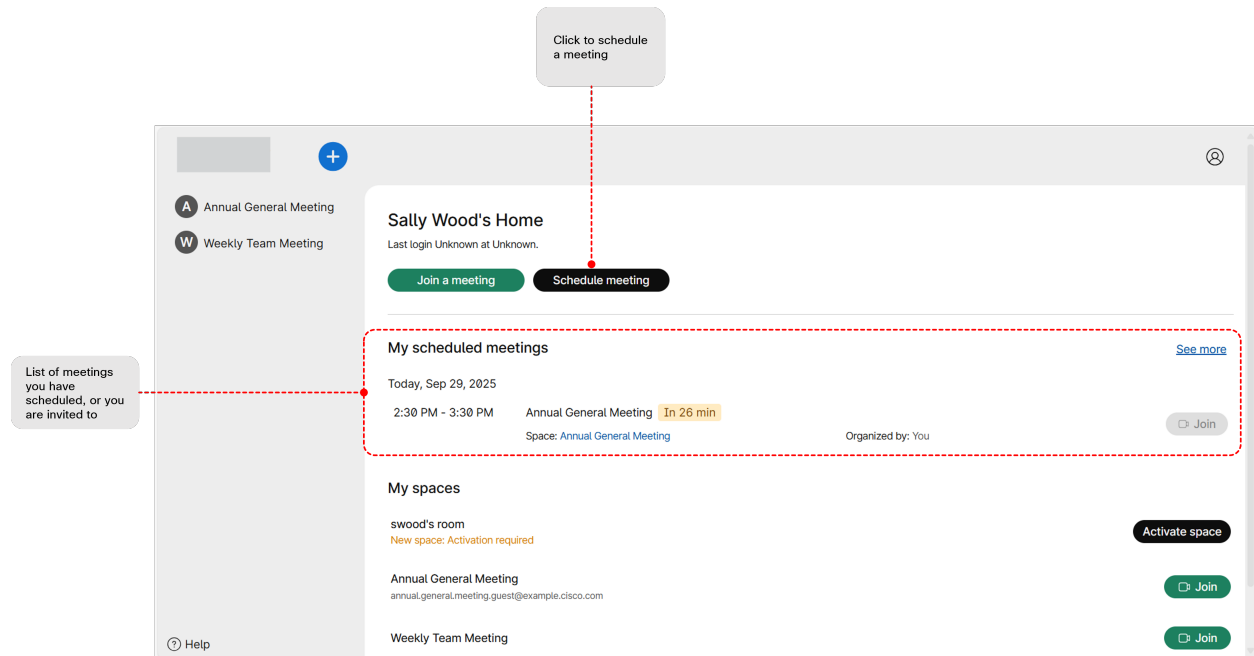 Click to schedule
a meeting
A Annual General Meeting
W Weekly Team Meeting
Sally Wood's Home
Last login Unknown at Unknown.
Join a meeting
Schedule meeting
List of meetings
you have
scheduled, or you
are invited to
My scheduled meetings
See more
Today, Sep 29, 2025
2:30 PM - 3:30 PM
Annual General Meeting In 26 min
Space: Annual General Meeting
Organized by: You
Join
My spaces
swood's room
New space: Activation required
Activate space
Annual General Meeting
annual.general.meeting.guest@example.cisco.com
Join
Weekly Team Meeting
Join
? Help